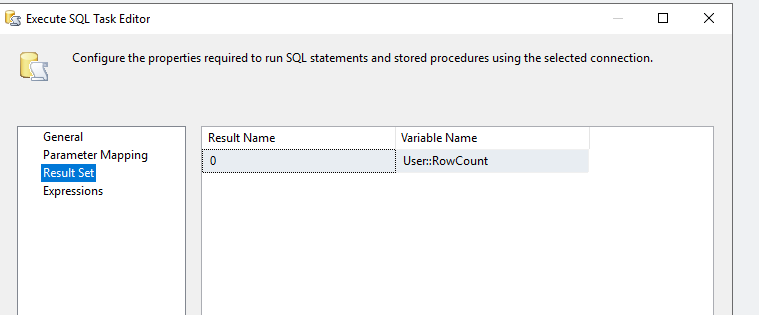 Execute SQL Task Editor
Configure the properties required to run SQL statements and stored procedures using the selected connection.
General
Parameter Mapping
Result Set
Expressions
Result Name Variable Name
0 User::RowCount